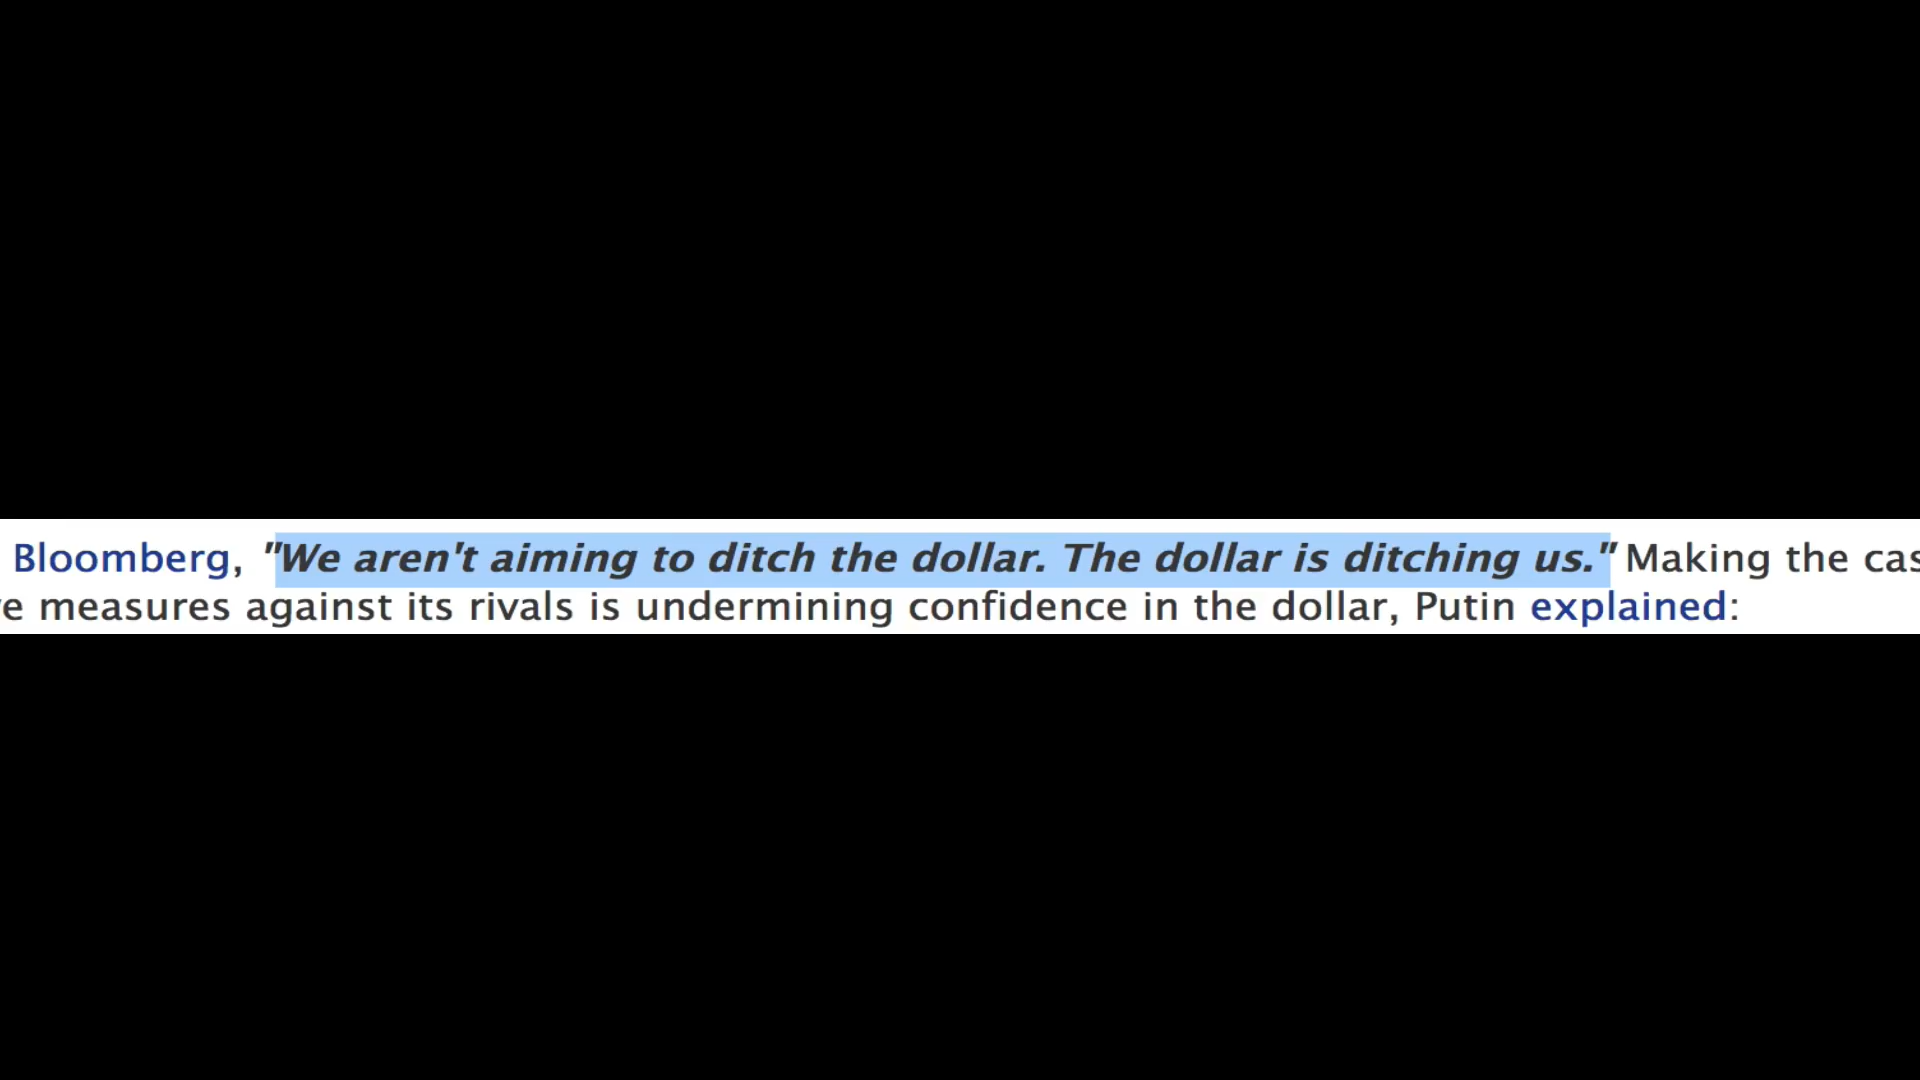 Bloomberg, "We aren't aiming to ditch the dollar. The dollar is ditching us." Making the cas
e measures against its rivals is undermining confidence in the dollar, Putin explained: